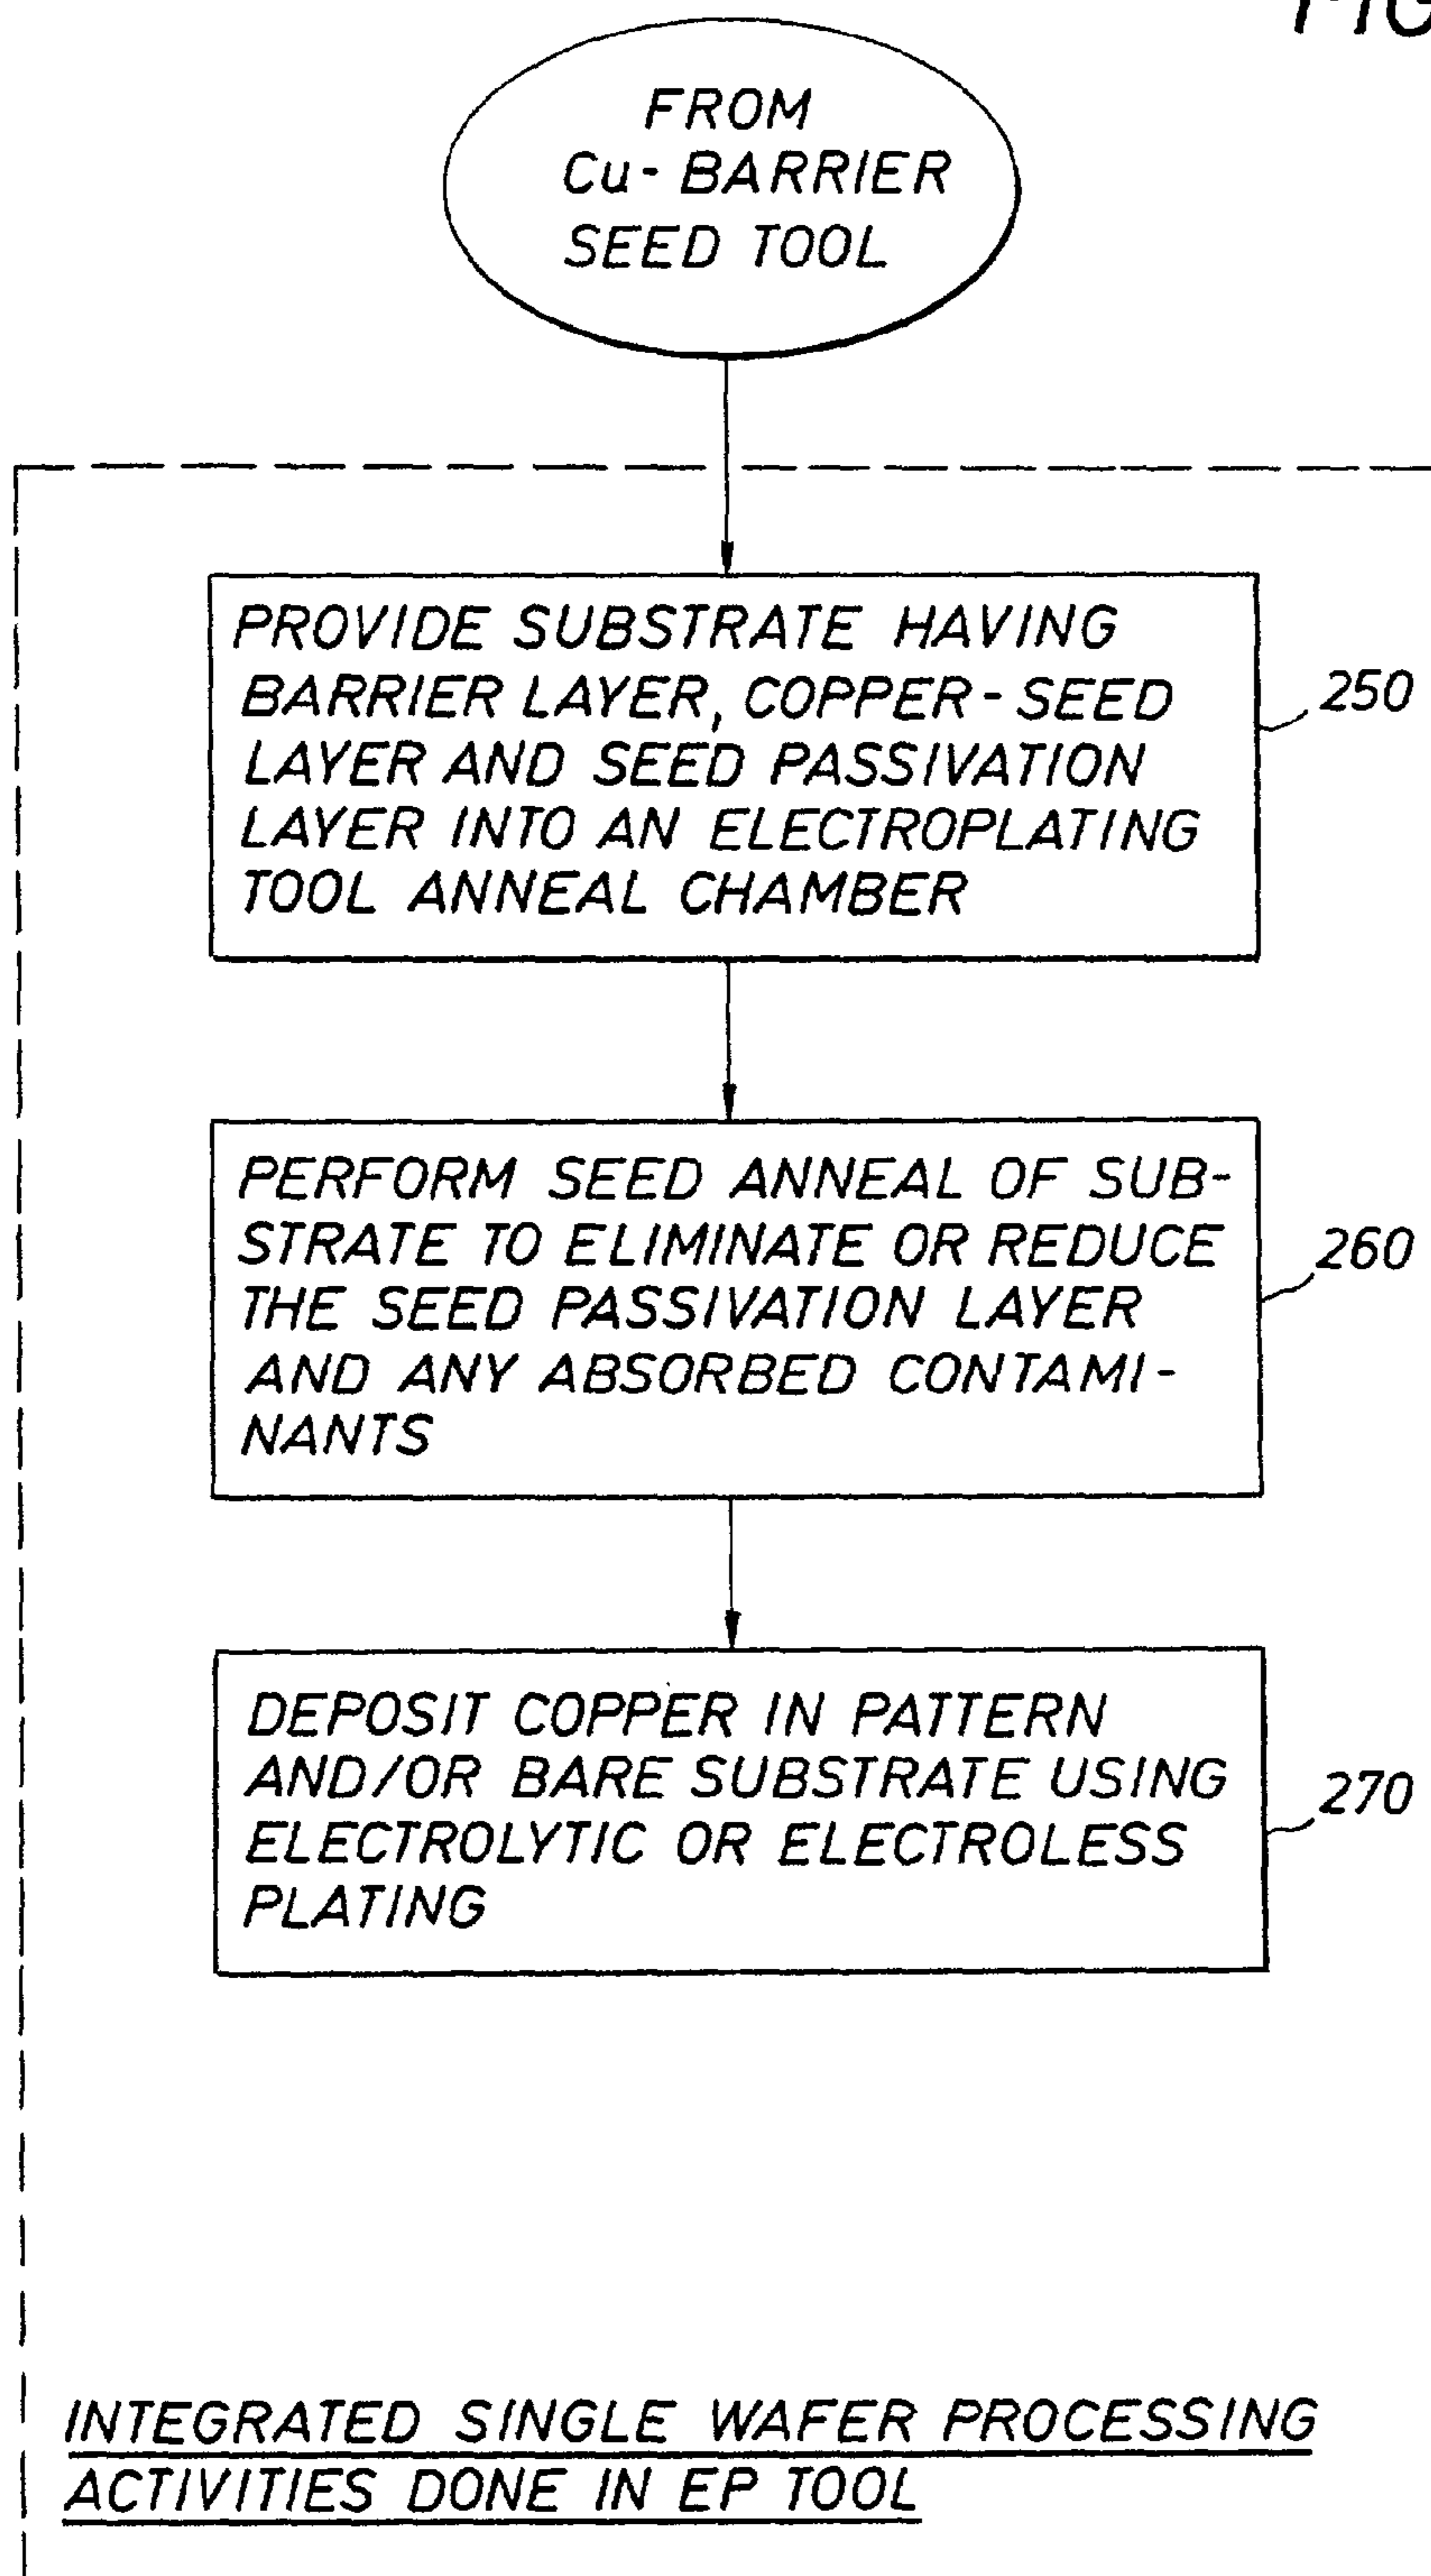 FROM
Cu- BARRIER
SEED TOOL
PROVIDE SUBSTRATE HAVING
BARRIER LAYER, COPPER-SEED
LAYER AND SEED PASSIVATION
LAYER INTO AN ELECTROPLATING
TOOL ANNEAL CHAMBER
250
PERFORM SEED ANNEAL OF SUB-
STRATE TO ELIMINATE OR REDUCE
THE SEED PASSIVATION LAYER
AND ANY ABSORBED CONTAMI-
NANTS
260
DEPOSIT COPPER IN PATTERN
AND/OR BARE SUBSTRATE USING
ELECTROLYTIC OR ELECTROLESS
PLATING
270
INTEGRATED SINGLE WAFER PROCESSING
ACTIVITIES DONE IN EP TOOL